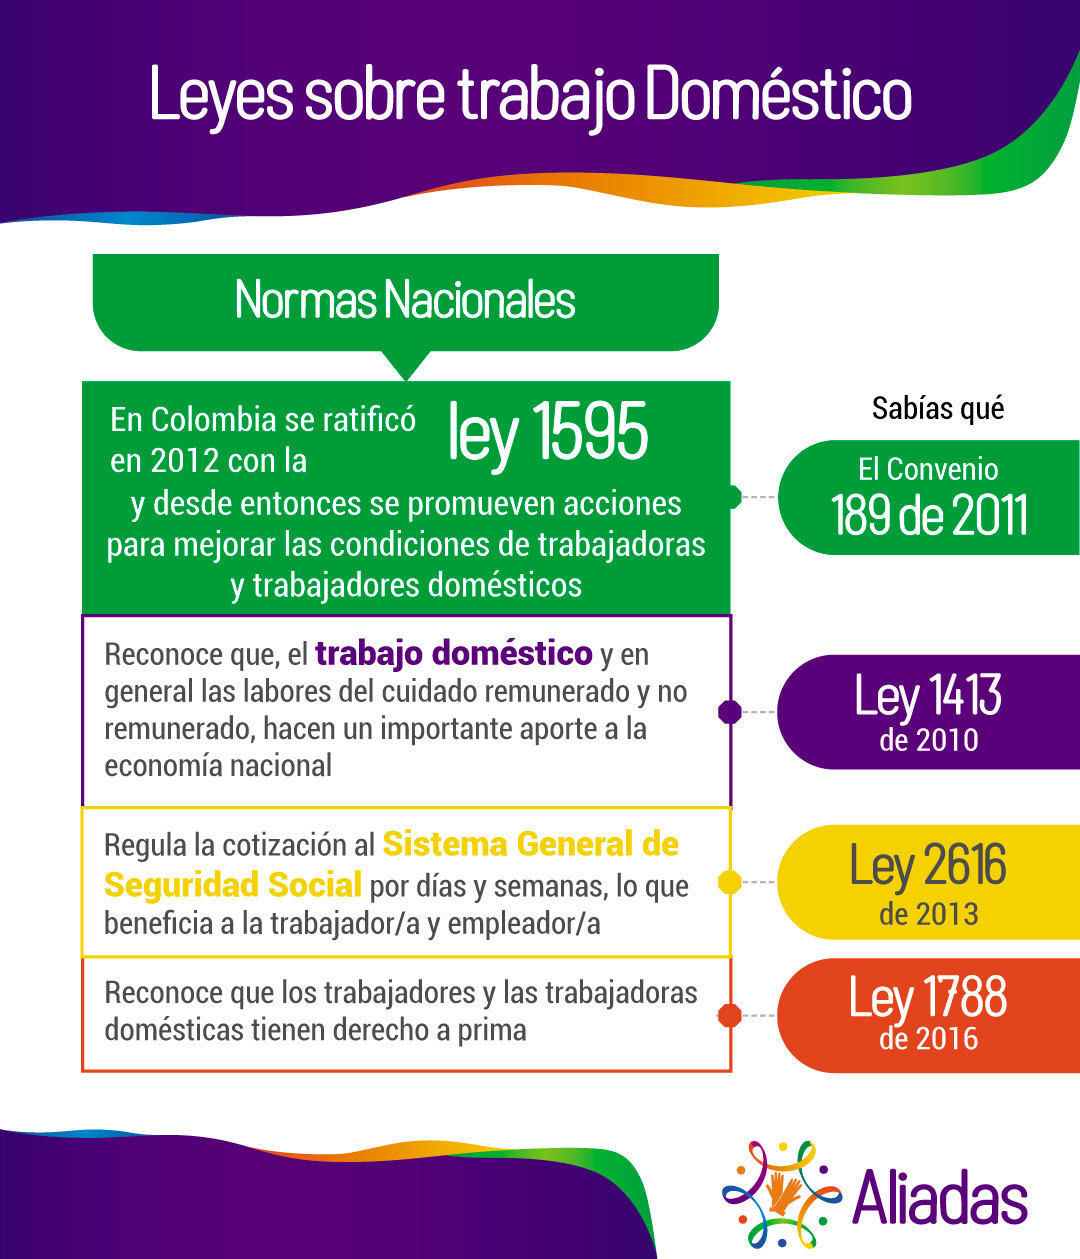 Leyes sobre trabajo Doméstico
Normas Nacionales
En Colombia se ratificó
en 2012 con la
ley 1595
y desde entonces se promueven acciones
para mejorar las condiciones de trabajadoras
y trabajadores domésticos
Sabías qué
El Convenio
189 de 2011
Reconoce que, el trabajo doméstico y en
general las labores del cuidado remunerado y no
remunerado, hacen un importante aporte a la
economía nacional
Ley 1413
de 2010
Regula la cotización al Sistema General de
Seguridad Social por días y semanas, lo que
beneficia a la trabajador/a y empleador/a
Ley 2616
de 2013
Reconoce que los trabajadores y las trabajadoras
domésticas tienen derecho a prima
Ley 1788
de 2016
Aliadas